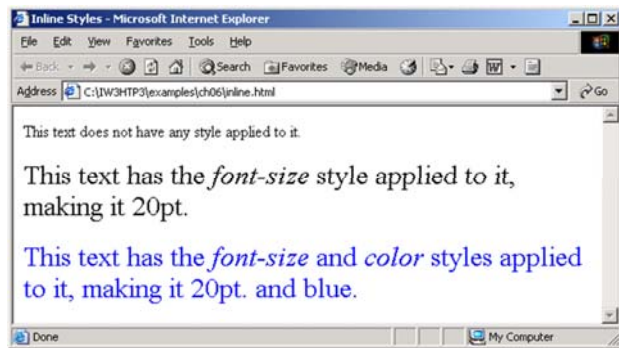 Inline Styles - Microsoft Internet Explorer
File Edit View Favorites Tools Help
Back Search Favorites Media
Address C:\IW3HTP3\examples\ch06\inline.html Go
This text does not have any style applied to it.
This text has the font-size style applied to it,
making it 20pt.
This text has the font-size and color styles applied
to it, making it 20pt. and blue.
Done My Computer